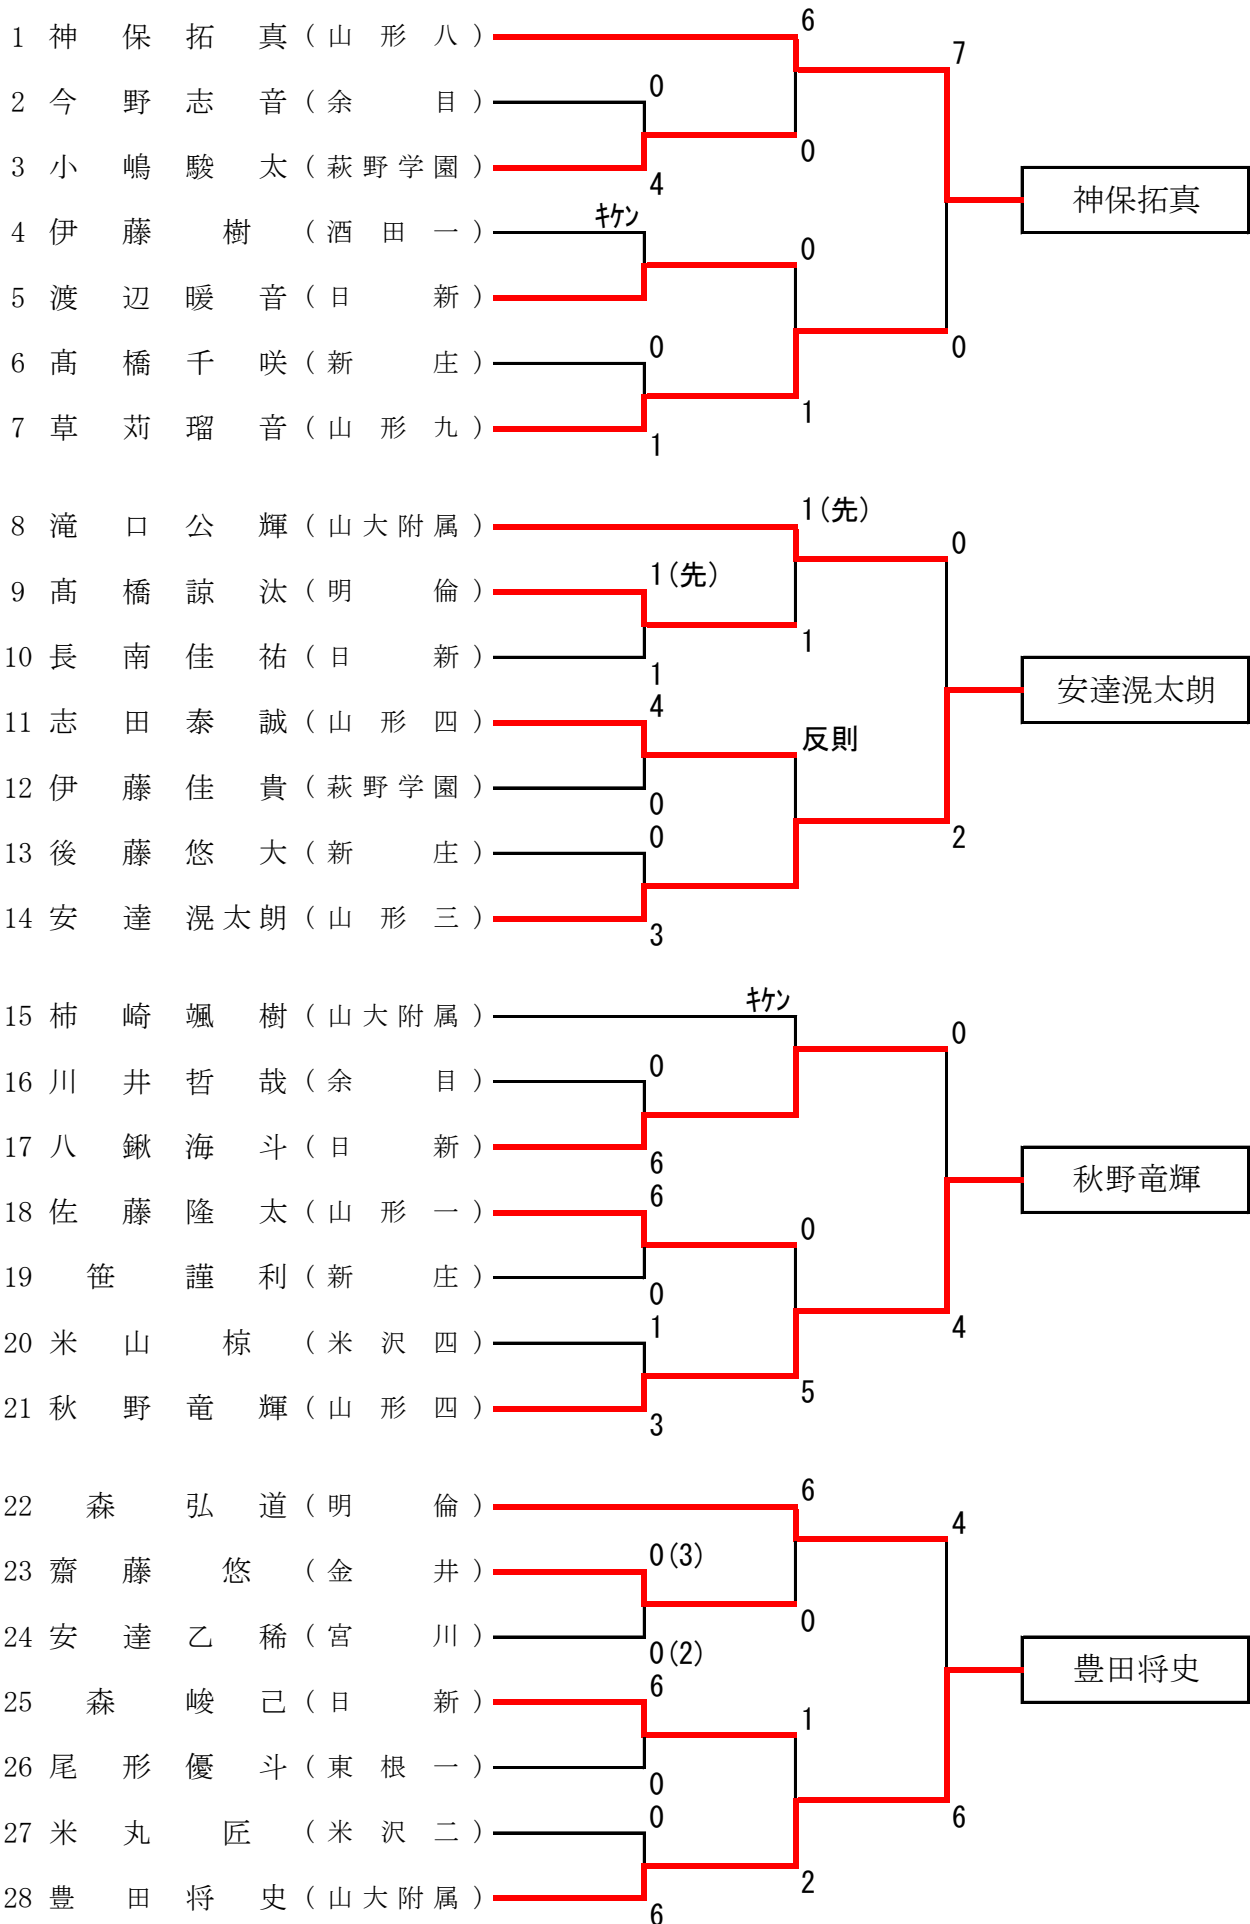 6
1 神保拓真（山形八）
7
0
2 今野志音（余目）
0
3 小嶋駿太（萩野学園）
4
神保拓真
ｷｹﾝ
4 伊藤樹（酒田一）
0
5 渡辺暖音（日新）
0
0
6 髙橋千咲（新庄）
1
7 草苅瑠音（山形九）
1
1(先)
8 滝口公輝（山大附属）
0
1(先)
9 髙橋諒汰（明倫）
1
10 長南佳祐（日新）
1
安達滉太朗
4
11 志田泰誠（山形四）
反則
12 伊藤佳貴（萩野学園）
0
0
2
13 後藤悠大（新庄）
14 安達滉太朗（山形三）
3
ｷｹﾝ
15 柿崎颯樹（山大附属）
0
0
16 川井哲哉（余目）
17 八鍬海斗（日新）
6
秋野竜輝
6
18 佐藤隆太（山形一）
0
19 笹謹利（新庄）
0
1
4
20 米山椋（米沢四）
5
21 秋野竜輝（山形四）
3
6
22 森弘道（明倫）
4
0(3)
23 齋藤悠（金井）
0
24 安達乙稀（宮川）
0(2)
豊田将史
6
25 森峻己（日新）
1
26 尾形優斗（東根一）
0
0
6
27 米丸匠（米沢二）
2
28 豊田将史（山大附属）
6